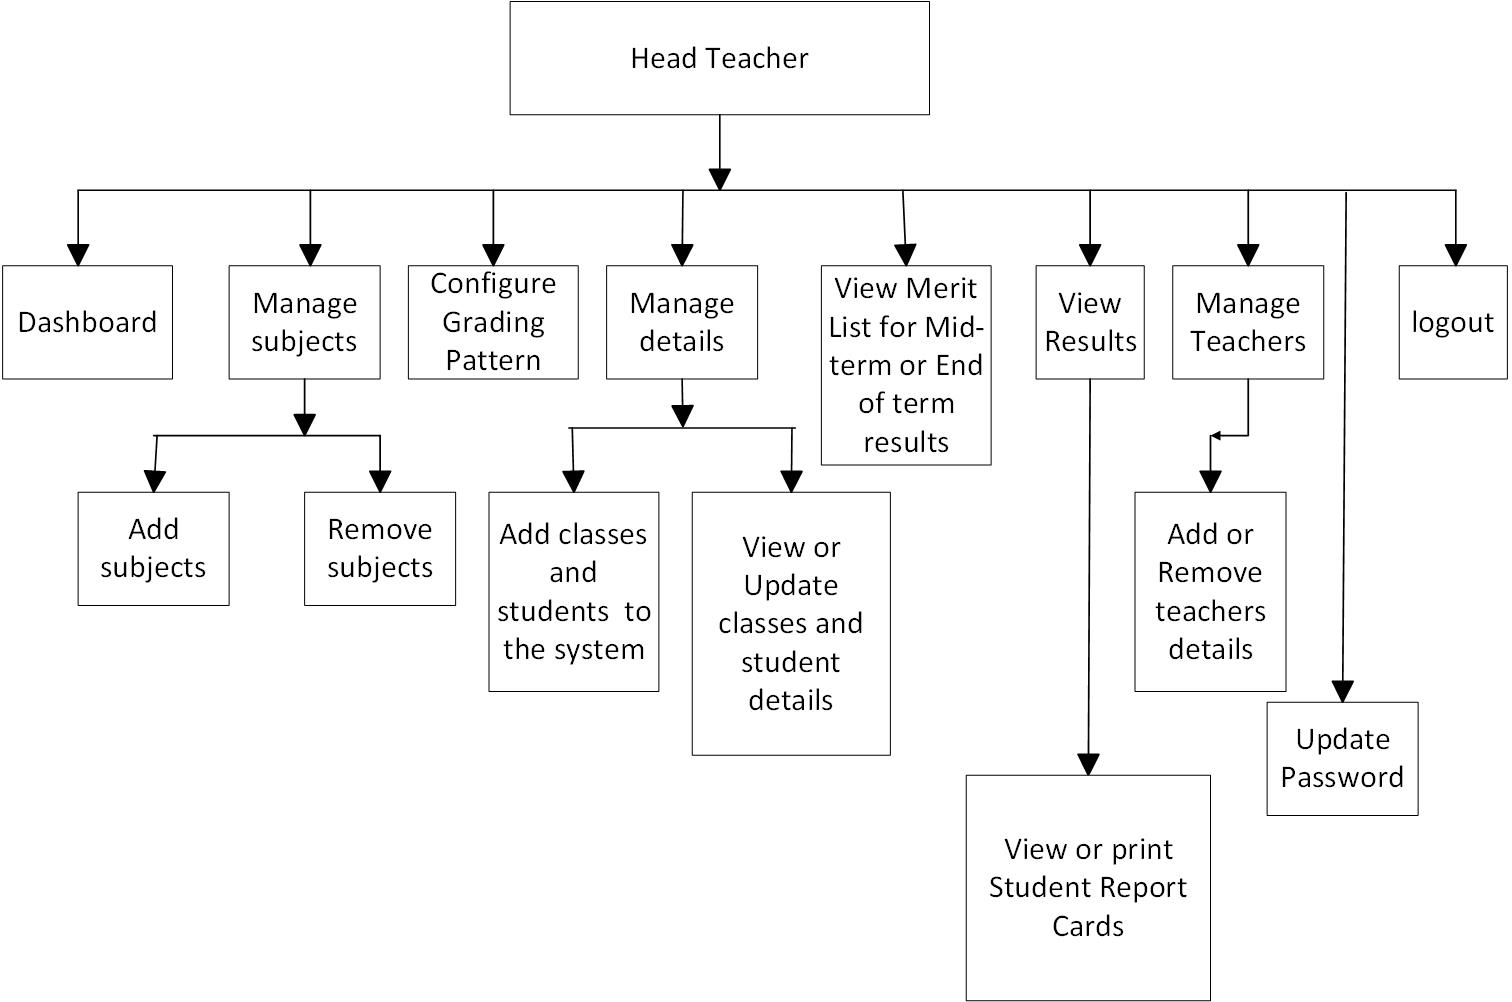 Head Teacher
Dashboard
Manage
subjects
Configure
Grading
Pattern
Manage
details
View Merit
List for Mid-
term or End
of term
results
View
Results
Manage
Teachers
logout
Add
subjects
Remove
subjects
Add classes
and
students  to
the system
View or
Update
classes and
student
details
Add or
Remove
teachers
details
Update
Password
View or print
Student Report
Cards